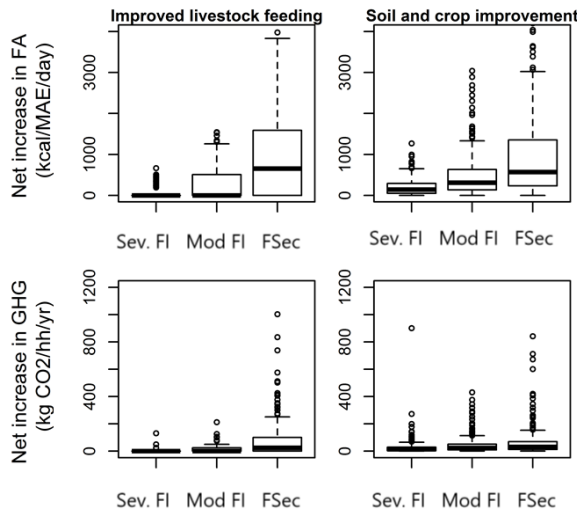 Improved livestock feeding
Soil and crop improvement
Net increase in FA
(kcal/MAE/day)
3000
1000
0
Sev. FI Mod FI FSec
3000
1000
0
Sev. FI Mod FI FSec
Net increase in GHG
(kg CO2/hh/yr)
1200
800
400
0
Sev. FI Mod FI FSec
1200
800
400
0
Sev. FI Mod FI FSec